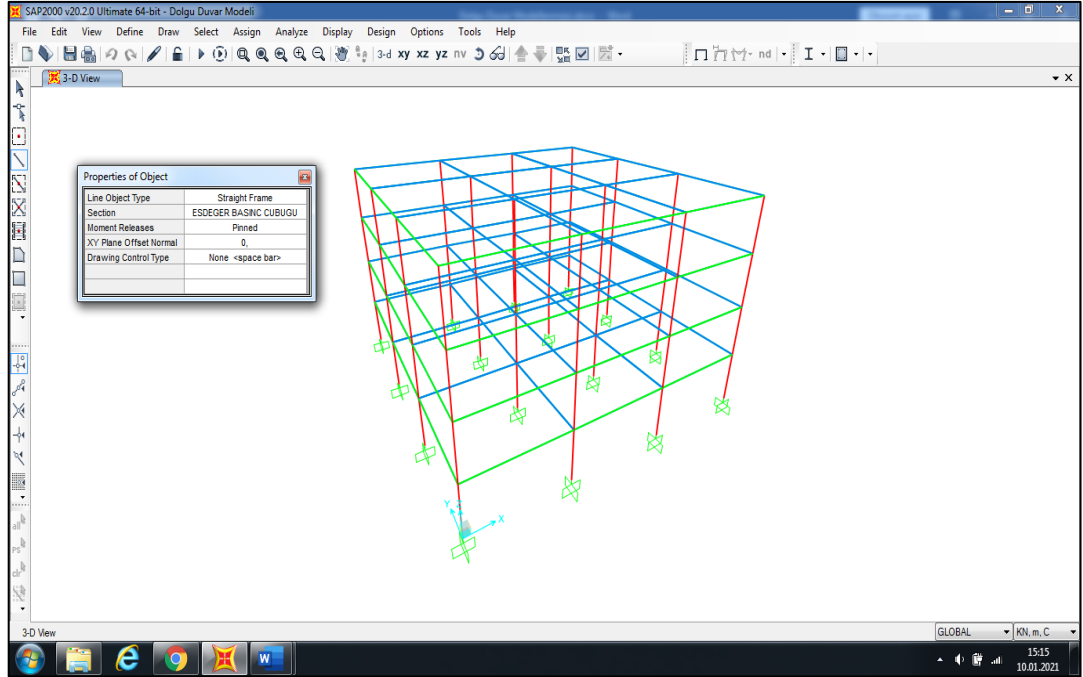 SAP2000 v20.2.0 Ultimate 64-bit - Dolgu Duvar Modeli
File Edit View Define Draw Select Assign Analyze Display Design Options Tools Help
3-d xy xz yz nv nd
3-D View
Properties of Object
Line Object Type Straight Frame
Section ESDEGER BASINC CUBUGU
Moment Releases Pinned
XY Plane Offset Normal 0,
Drawing Control Type None <space bar>
Y Z X
all
PS
clr
3-D View GLOBAL KN, m, C
W 15:15
10.01.2021